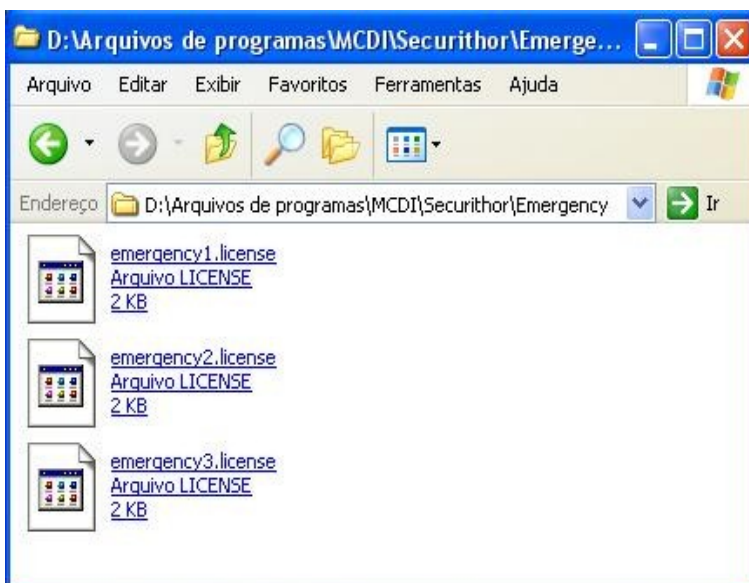 D:\Arquivos de programas\MCDI\Securithor\Emerge...
Arquivo Editar Exibir Favoritos Ferramentas Ajuda
Endereço D:\Arquivos de programas\MCDI\Securithor\Emergency Ir
emergency1.license
Arquivo LICENSE
2 KB
emergency2.license
Arquivo LICENSE
2 KB
emergency3.license
Arquivo LICENSE
2 KB